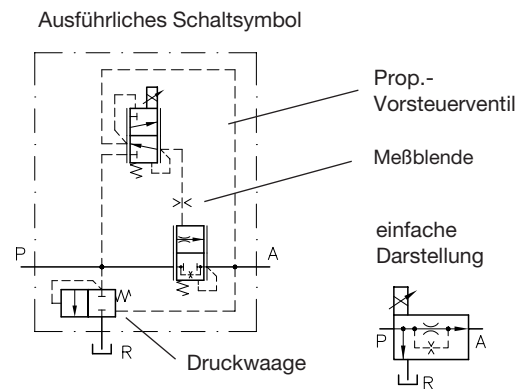 Ausführliches Schaltsymbol
Prop.-
Vorsteuerventil
Meßblende
P
A
einfache
Darstellung
P
A
R
R
Druckwaage